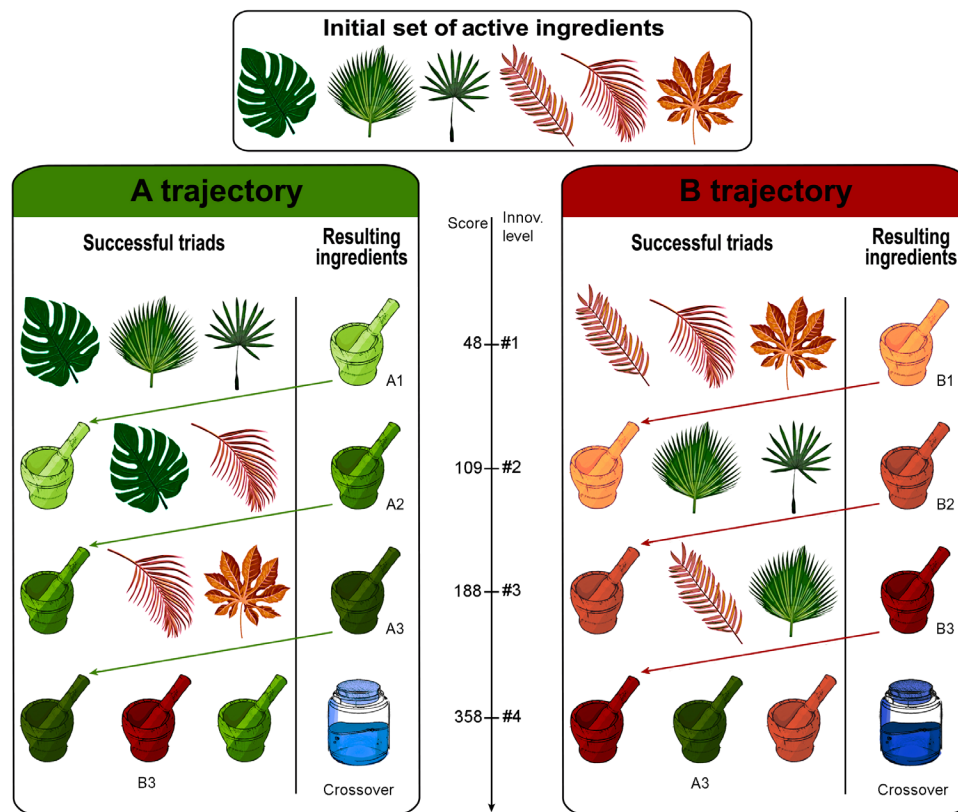 Initial set of active ingredients
A trajectory
B trajectory
Successful triads
Resulting
ingredients
Score
Innov.
level
Successful triads
Resulting
ingredients
A1
48
#1
B1
A2
109
#2
B2
A3
188
#3
B3
358
#4
B3
Crossover
A3
Crossover